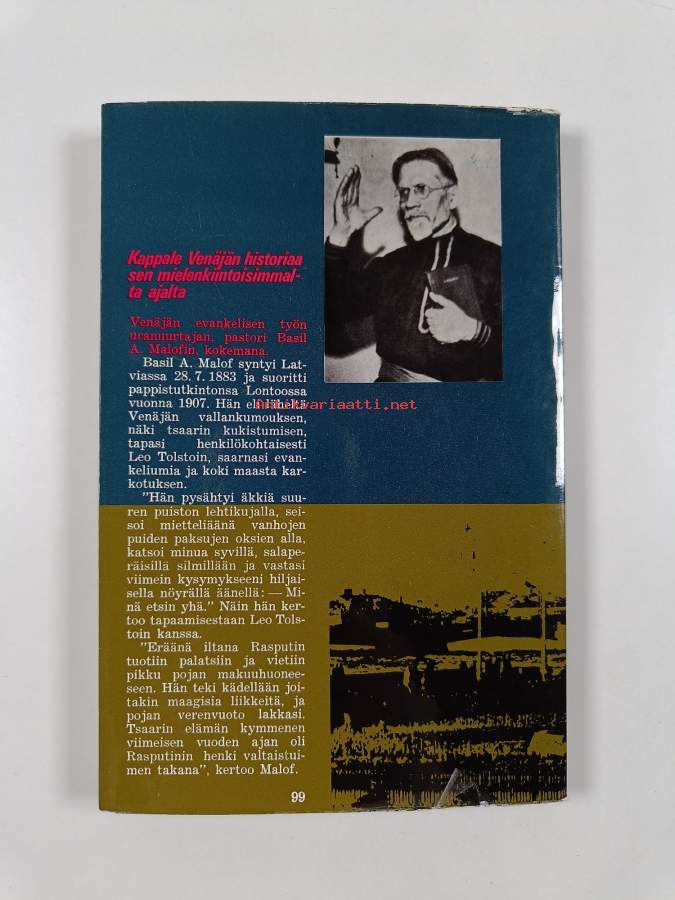 Kappale Venäjän historiaa
sen mielenkiintoisimmal-
ta ajalta
Venäjän evankelisen työn
uranuurtajan, pastori Basil
A. Malofin, kokemana.
Basil A. Malof syntyi Lat-
viassa 28. 7. 1883 ja suoritti
pappistutkintonsa Lontoossa
vuonna 1907. Hän eli läheltä
antikvariaatti.net
Venäjän vallankumouksen,
näki tsaarin kukistumisen,
tapasi henkilökohtaisesti
Leo Tolstoin, saarnasi evan-
keliumia ja koki maasta kar-
kotuksen.
"Hän pysähtyi äkkiä suu-
ren puiston lehtikujalla, sei-
soi mietteliäänä vanhojen
puiden paksujen oksien alla,
katsoi minua syvillä, salape-
räisillä silmillään ja vastasi
viimein kysymykseeni hiljai-
sella nöyrällä äänellä: — Mi-
nä etsin yhä." Näin hän ker-
too tapaamisestaan Leo Tols-
toin kanssa.
"Eräänä iltana Rasputin
tuotiin palatsiin ja vietiin
pikku pojan makuuhuonee-
seen. Hän teki kädellään joi-
takin maagisia liikkeitä, ja
pojan verenvuoto lakkasi.
Tsaarin elämän kymmenen
viimeisen vuoden ajan oli
Rasputinin henki valtaistui-
men takana", kertoo Malof.
99